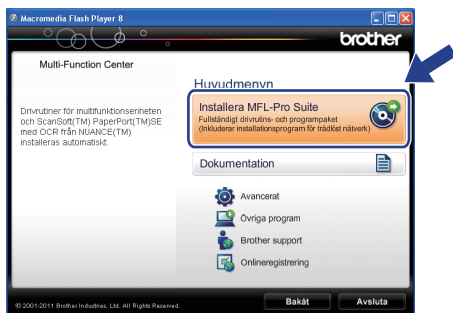 Macromedia Flash Player 8
brother
Multi-Function Center
Huvudmenyn
Drivrutiner för multifunktionsenheten
och ScanSoft(TM) PaperPort(TM)SE
med OCR från NUANCE(TM)
installeras automatiskt.
Installera MFL-Pro Suite
Fullständigt drivrutins- och programpaket
(Inkluderar installationsprogram för trådlöst nätverk)
Dokumentation
Avancerat
Övriga program
Brother support
Onlineregistrering
© 2001-2011 Brother Industries, Ltd. All Rights Reserved.
Bakåt
Avsluta